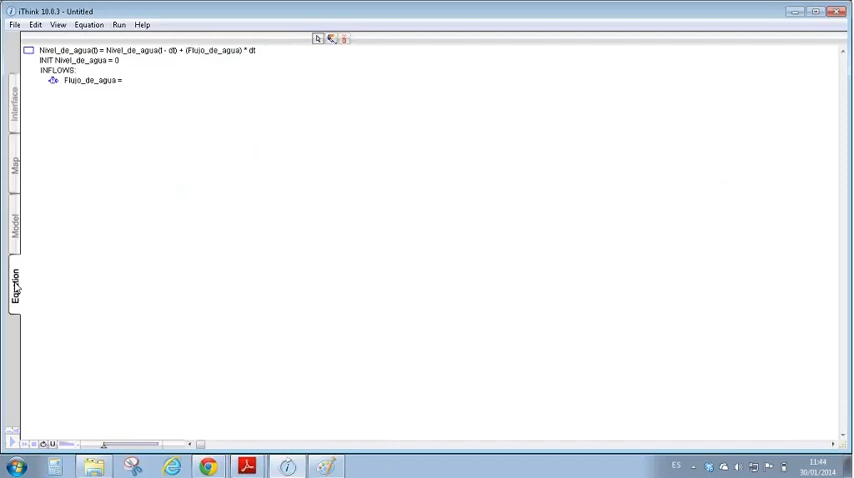 iThink 10.0.3 - Untitled
File Edit View Equation Run Help
Nivel_de_agua(t) = Nivel_de_agua(t - dt) + (Flujo_de_agua) * dt
INIT Nivel_de_agua = 0
INFLOWS:
Flujo_de_agua =
Interface
Map
Model
Equation
ES
11:44
30/01/2014